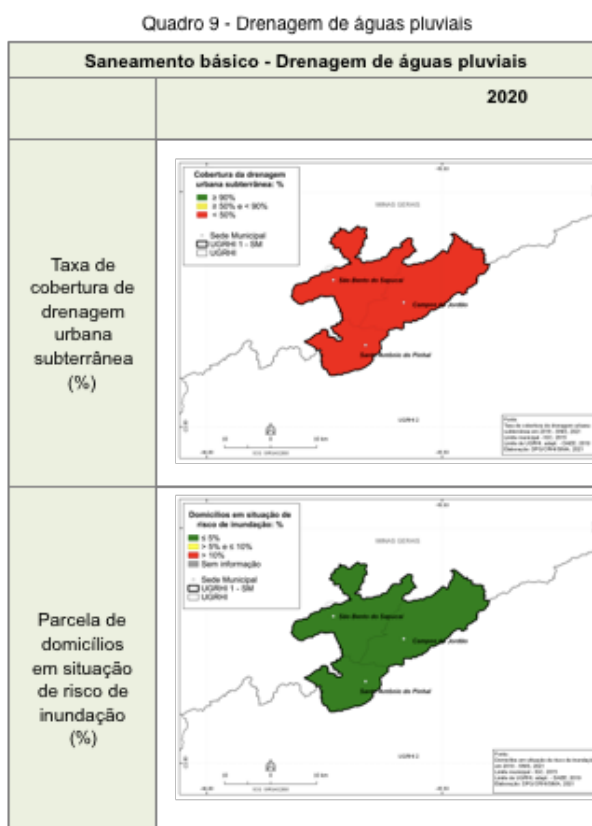 Quadro 9 - Drenagem de águas pluviais
Saneamento básico - Drenagem de águas pluviais
2020
Taxa de
cobertura de
drenagem
urbana
subterrânea
(%)
Cobertura da drenagem
urbana subterrânea: %
≥ 90%
≥ 50% e < 90%
< 50%
Sede Municipal
UGRHI 1 - SM
UGRHI
MINAS GERAIS
São Bento do Sapucaí
Campos do Jordão
Santo Antônio do Pinhal
UGRHI 2
Parcela de
domicílios
em situação
de risco de
inundação
(%)
Domicílios em situação de
risco de inundação: %
≤ 5%
> 5% e ≤ 10%
> 10%
Sem informação
Sede Municipal
UGRHI 1 - SM
UGRHI
MINAS GERAIS
São Bento do Sapucaí
Campos do Jordão
Santo Antônio do Pinhal
UGRHI 2